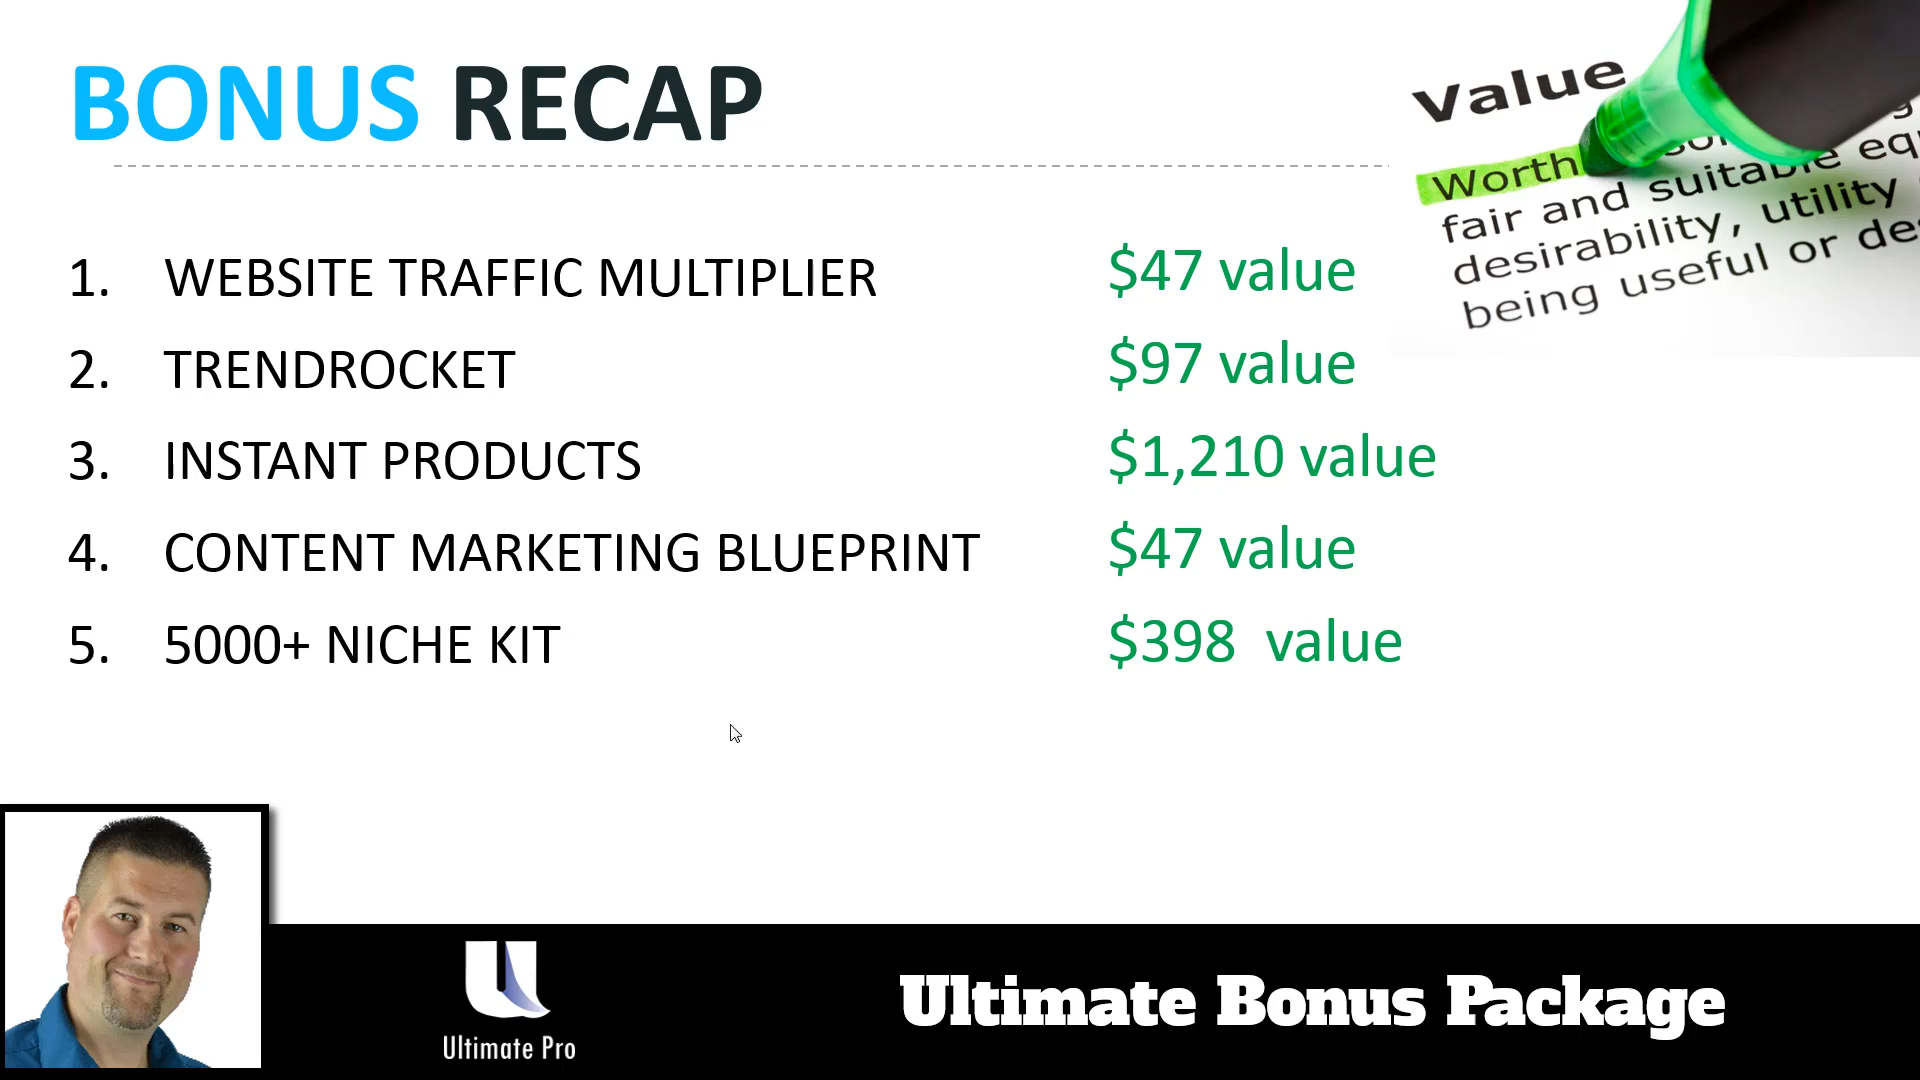 BONUS RECAP
Value
Worth
fair and suitable
desirability, utility
being useful or
1. WEBSITE TRAFFIC MULTIPLIER $47 value
2. TRENDROCKET $97 value
3. INSTANT PRODUCTS $1,210 value
4. CONTENT MARKETING BLUEPRINT $47 value
5. 5000+ NICHE KIT $398  value
U
Ultimate Pro
Ultimate Bonus Package